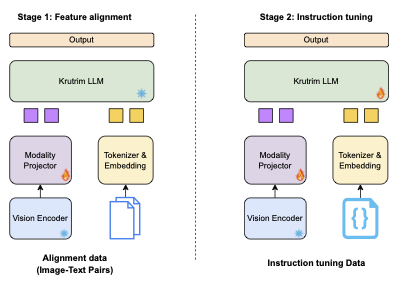 Stage 1: Feature alignment
Output
Krutrim LLM
Modality
Projector
Tokenizer &
Embedding
Vision Encoder
Alignment data
(Image-Text Pairs)
Stage 2: Instruction tuning
Output
Krutrim LLM
Modality
Projector
Tokenizer &
Embedding
Vision Encoder
{ }
Instruction tuning Data